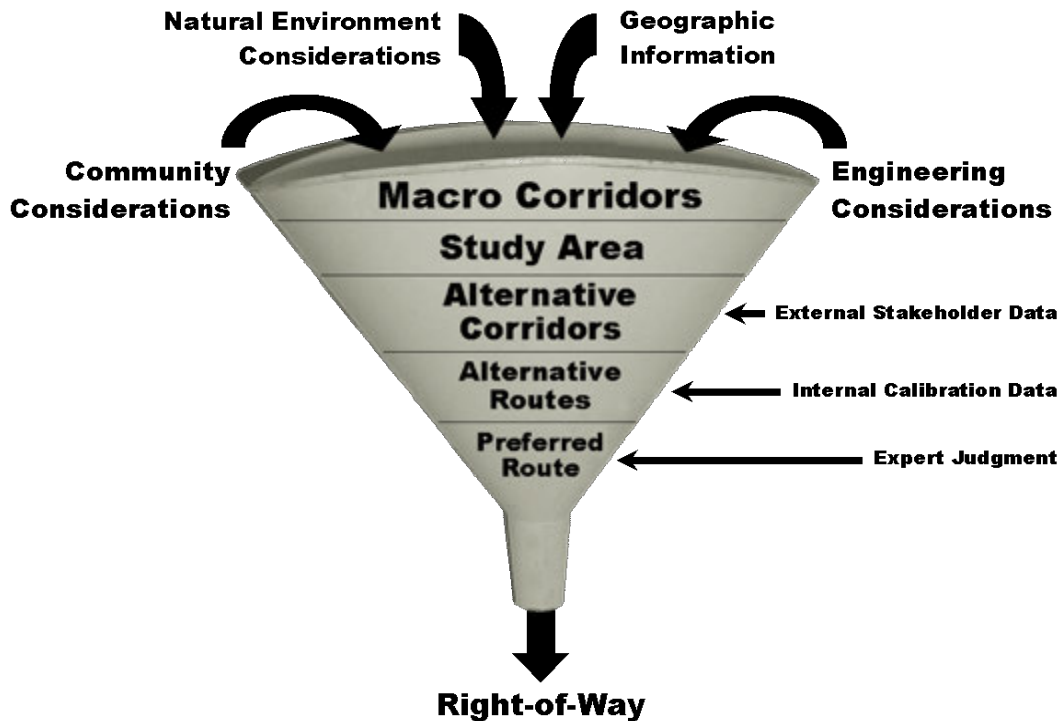 Natural Environment
Considerations
Geographic
Information
Community
Considerations
Engineering
Considerations
Macro Corridors
Study Area
Alternative
Corridors
External Stakeholder Data
Alternative
Routes
Internal Calibration Data
Preferred
Route
Expert Judgment
Right-of-Way